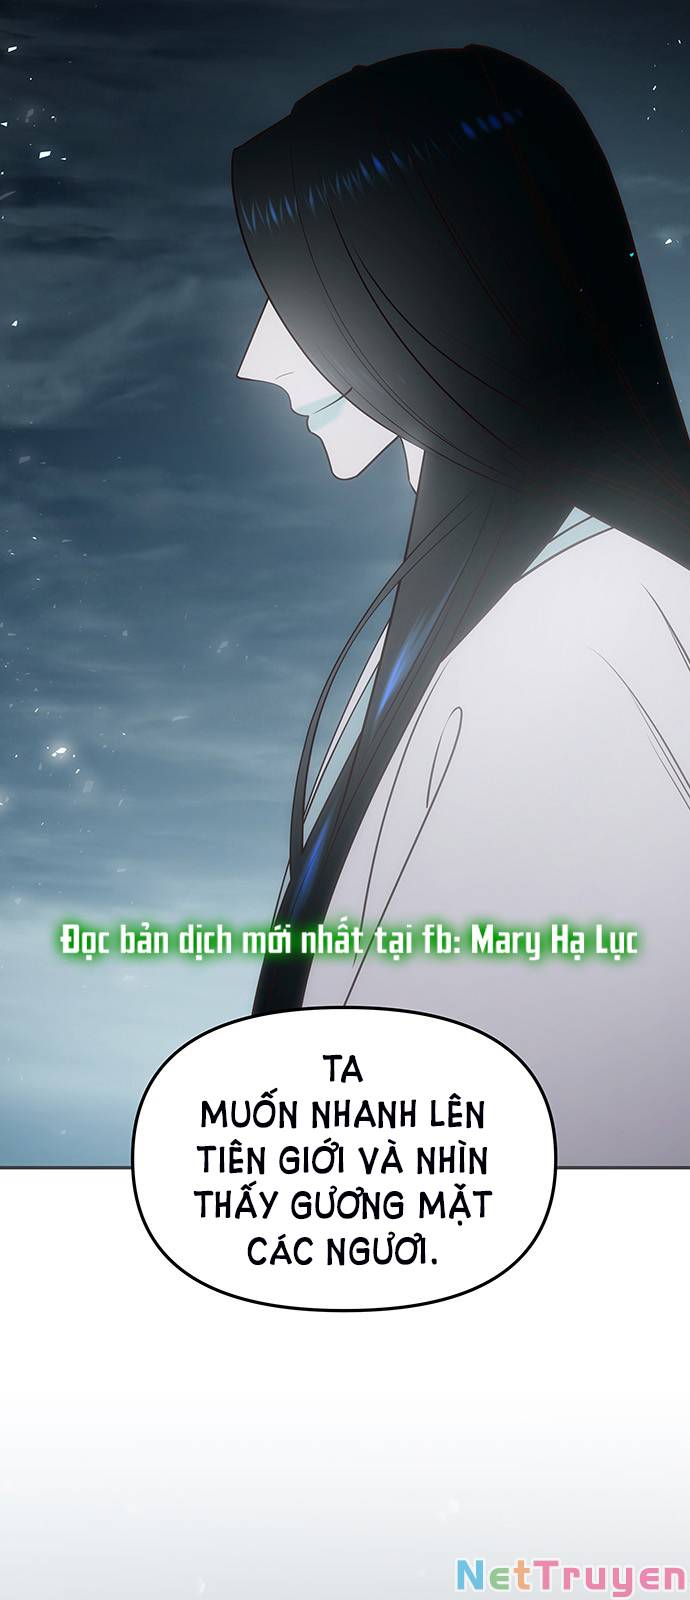 Đọc bản dịch mới nhất tại fb: Mary Hạ Lục
TA
MUỐN NHANH LÊN
TIÊN GIỚI VÀ NHÌN
THẤY GƯƠNG MẶT
CÁC NGƯƠI.
NetTruyen